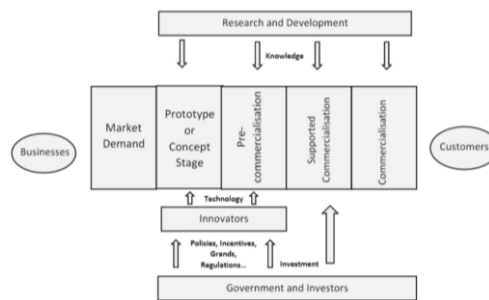 Research and Development
Knowledge
Businesses
Market
Demand
Prototype
or
Concept
Stage
Pre-
commercialisation
Supported
Commercialisation
Commercialisation
Customers
Technology
Innovators
Policies, Incentives,
Grands,
Regulations...
Investment
Government and Investors